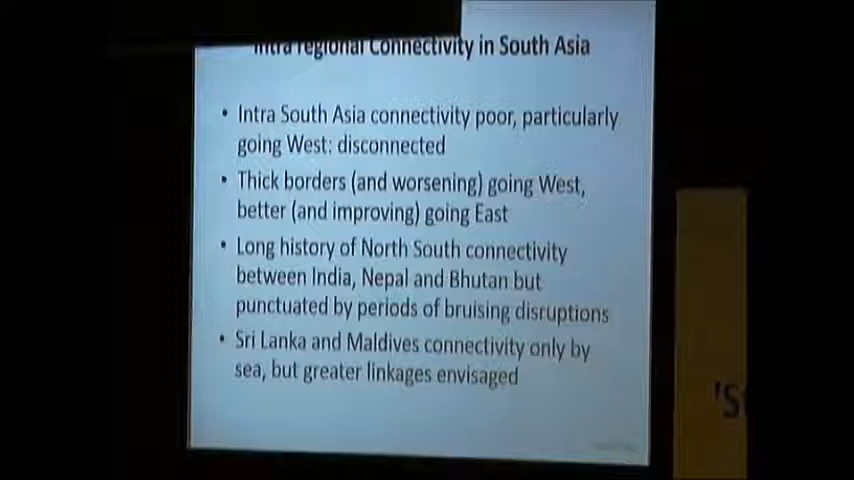 Intra regional Connectivity in South Asia
• Intra South Asia connectivity poor, particularly
going West: disconnected
• Thick borders (and worsening) going West,
better (and improving) going East
• Long history of North South connectivity
between India, Nepal and Bhutan but
punctuated by periods of bruising disruptions
• Sri Lanka and Maldives connectivity only by
sea, but greater linkages envisaged
'S